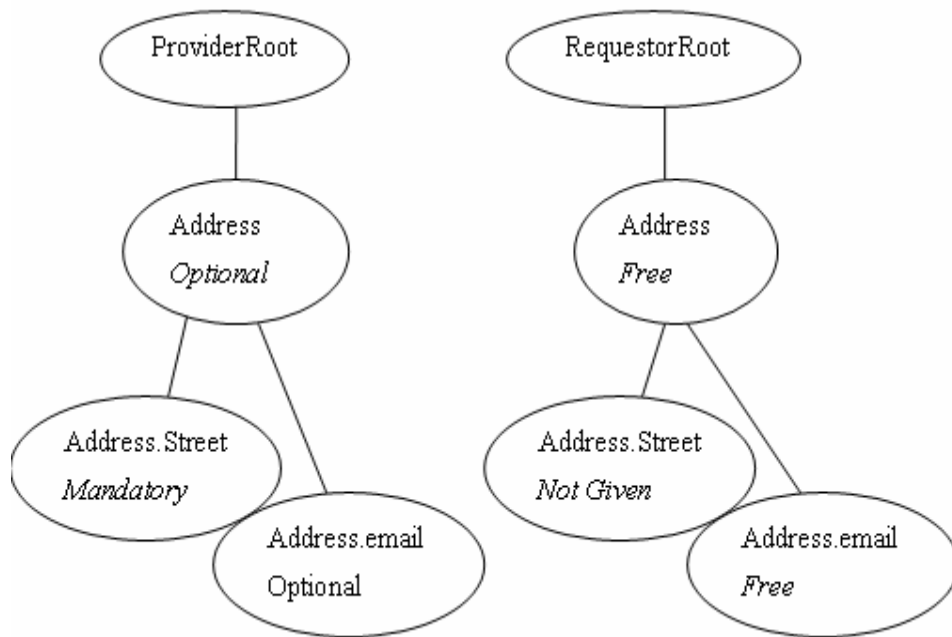 ProviderRoot
RequestorRoot
Address
Optional
Address
Free
Address.Street
Mandatory
Address.email
Optional
Address.Street
Not Given
Address.email
Free